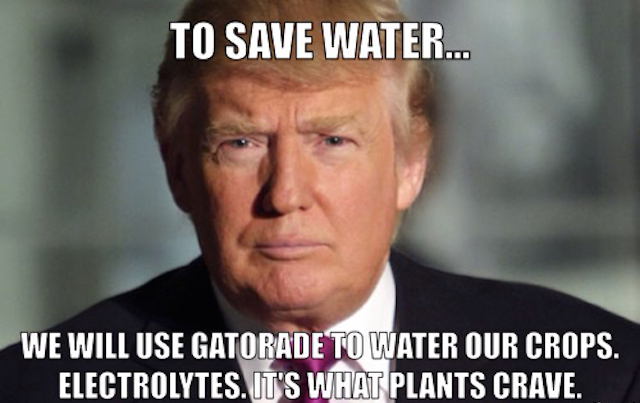 TO SAVE WATER...
WE WILL USE GATORADE TO WATER OUR CROPS.
ELECTROLYTES. IT'S WHAT PLANTS CRAVE.